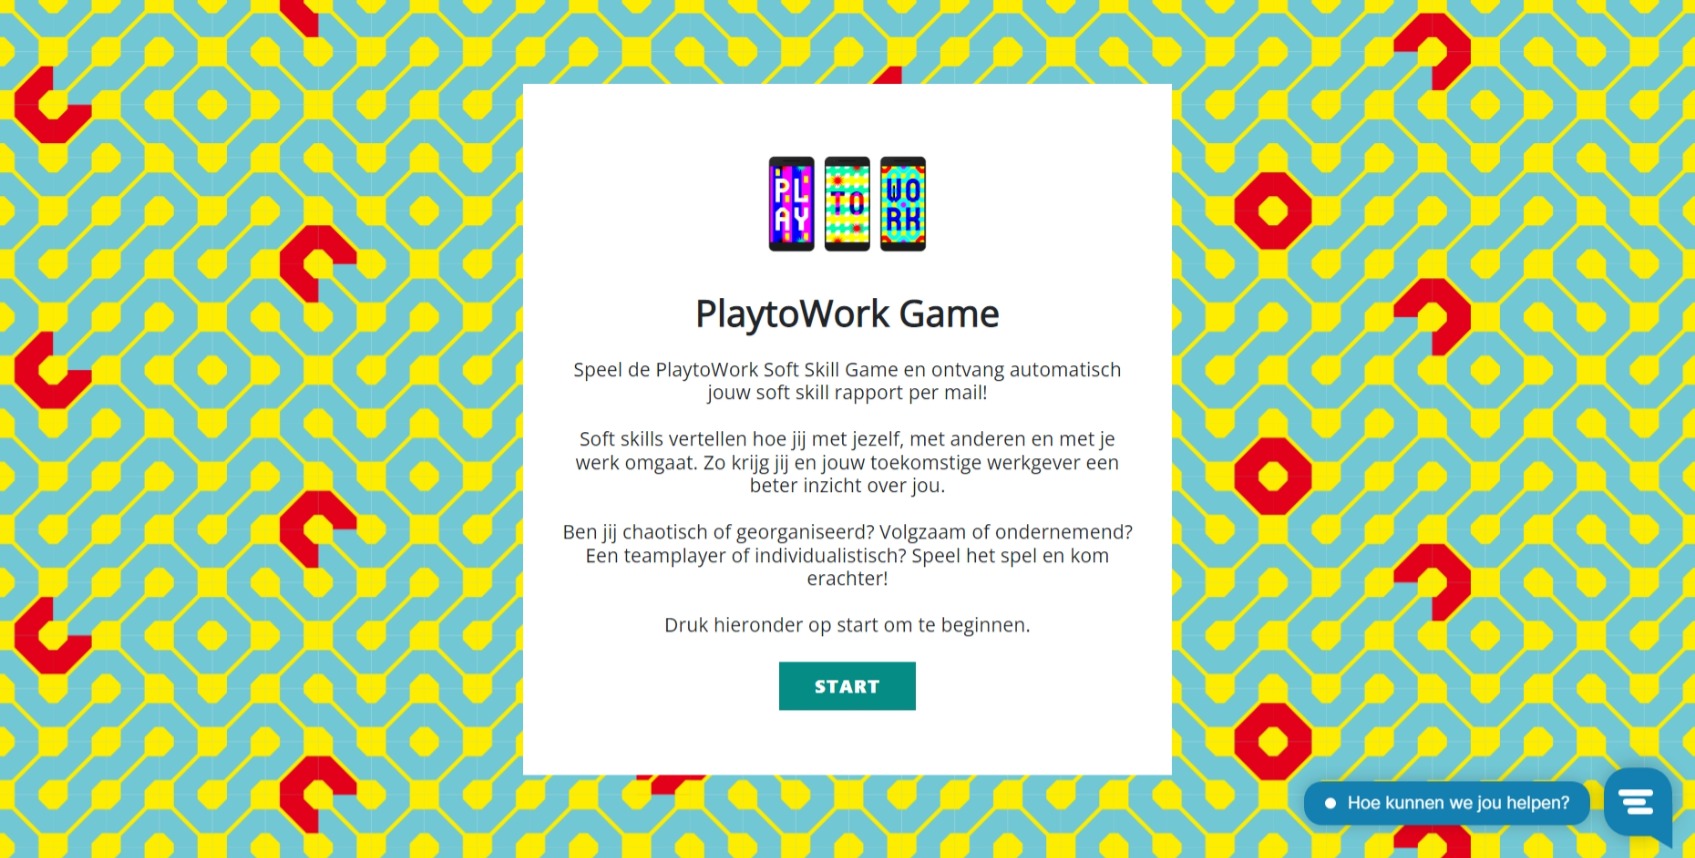 PL
AY
TO
WO
RK
PlaytoWork Game
Speel de PlaytoWork Soft Skill Game en ontvang automatisch
jouw soft skill rapport per mail!
Soft skills vertellen hoe jij met jezelf, met anderen en met je
werk omgaat. Zo krijg jij en jouw toekomstige werkgever een
beter inzicht over jou.
Ben jij chaotisch of georganiseerd? Volgzaam of ondernemend?
Een teamplayer of individualistisch? Speel het spel en kom
erachter!
Druk hieronder op start om te beginnen.
START
Hoe kunnen we jou helpen?